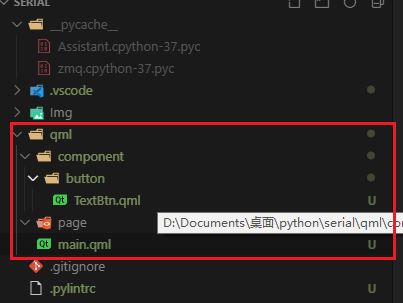 SERIAL
__pycache__
Assistant.cpython-37.pyc
zmq.cpython-37.pyc
.vscode
Img
qml
component
button
TextBtn.qml U
page
D:\Documents\桌面\python\serial\qml\co
main.qml U
.gitignore
.pylintrc U